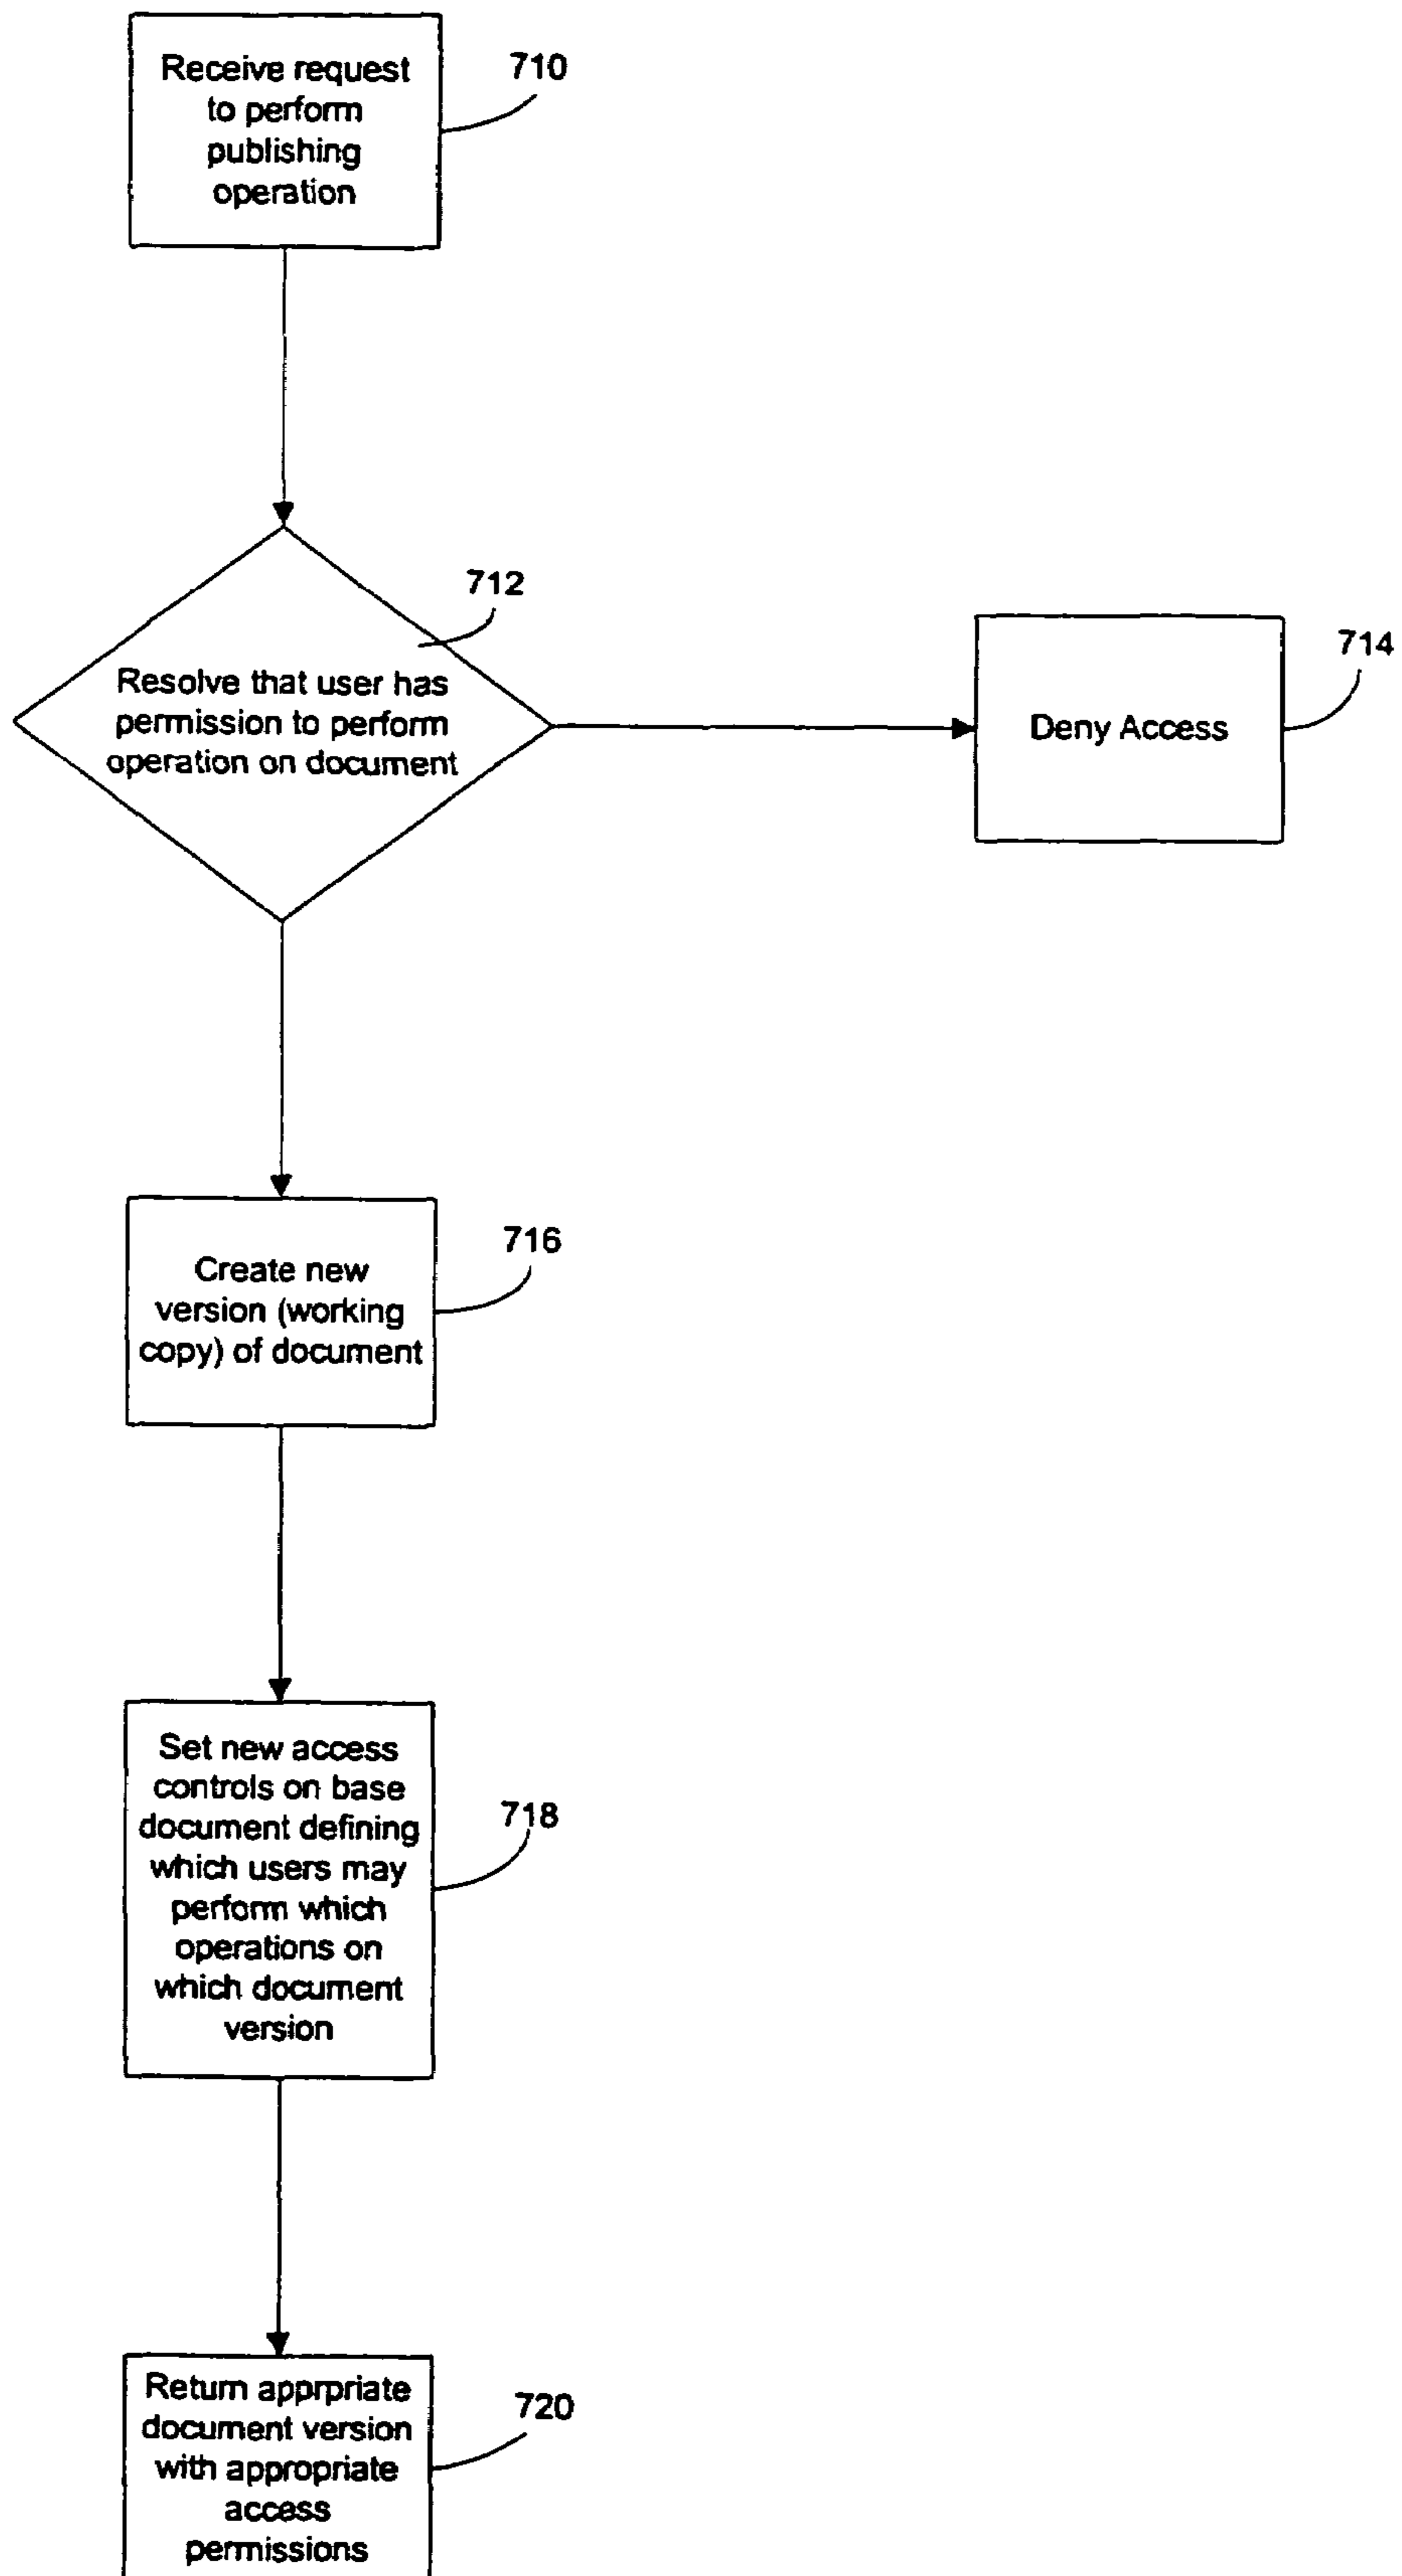 Receive request
to perform
publishing
operation
710
712
Resolve that user has
permission to perform
operation on document
714
Deny Access
716
Create new
version (working
copy) of document
718
Set new access
controls on base
document defining
which users may
perform which
operations on
which document
version
720
Return apprpriate
document version
with appropriate
access
permissions